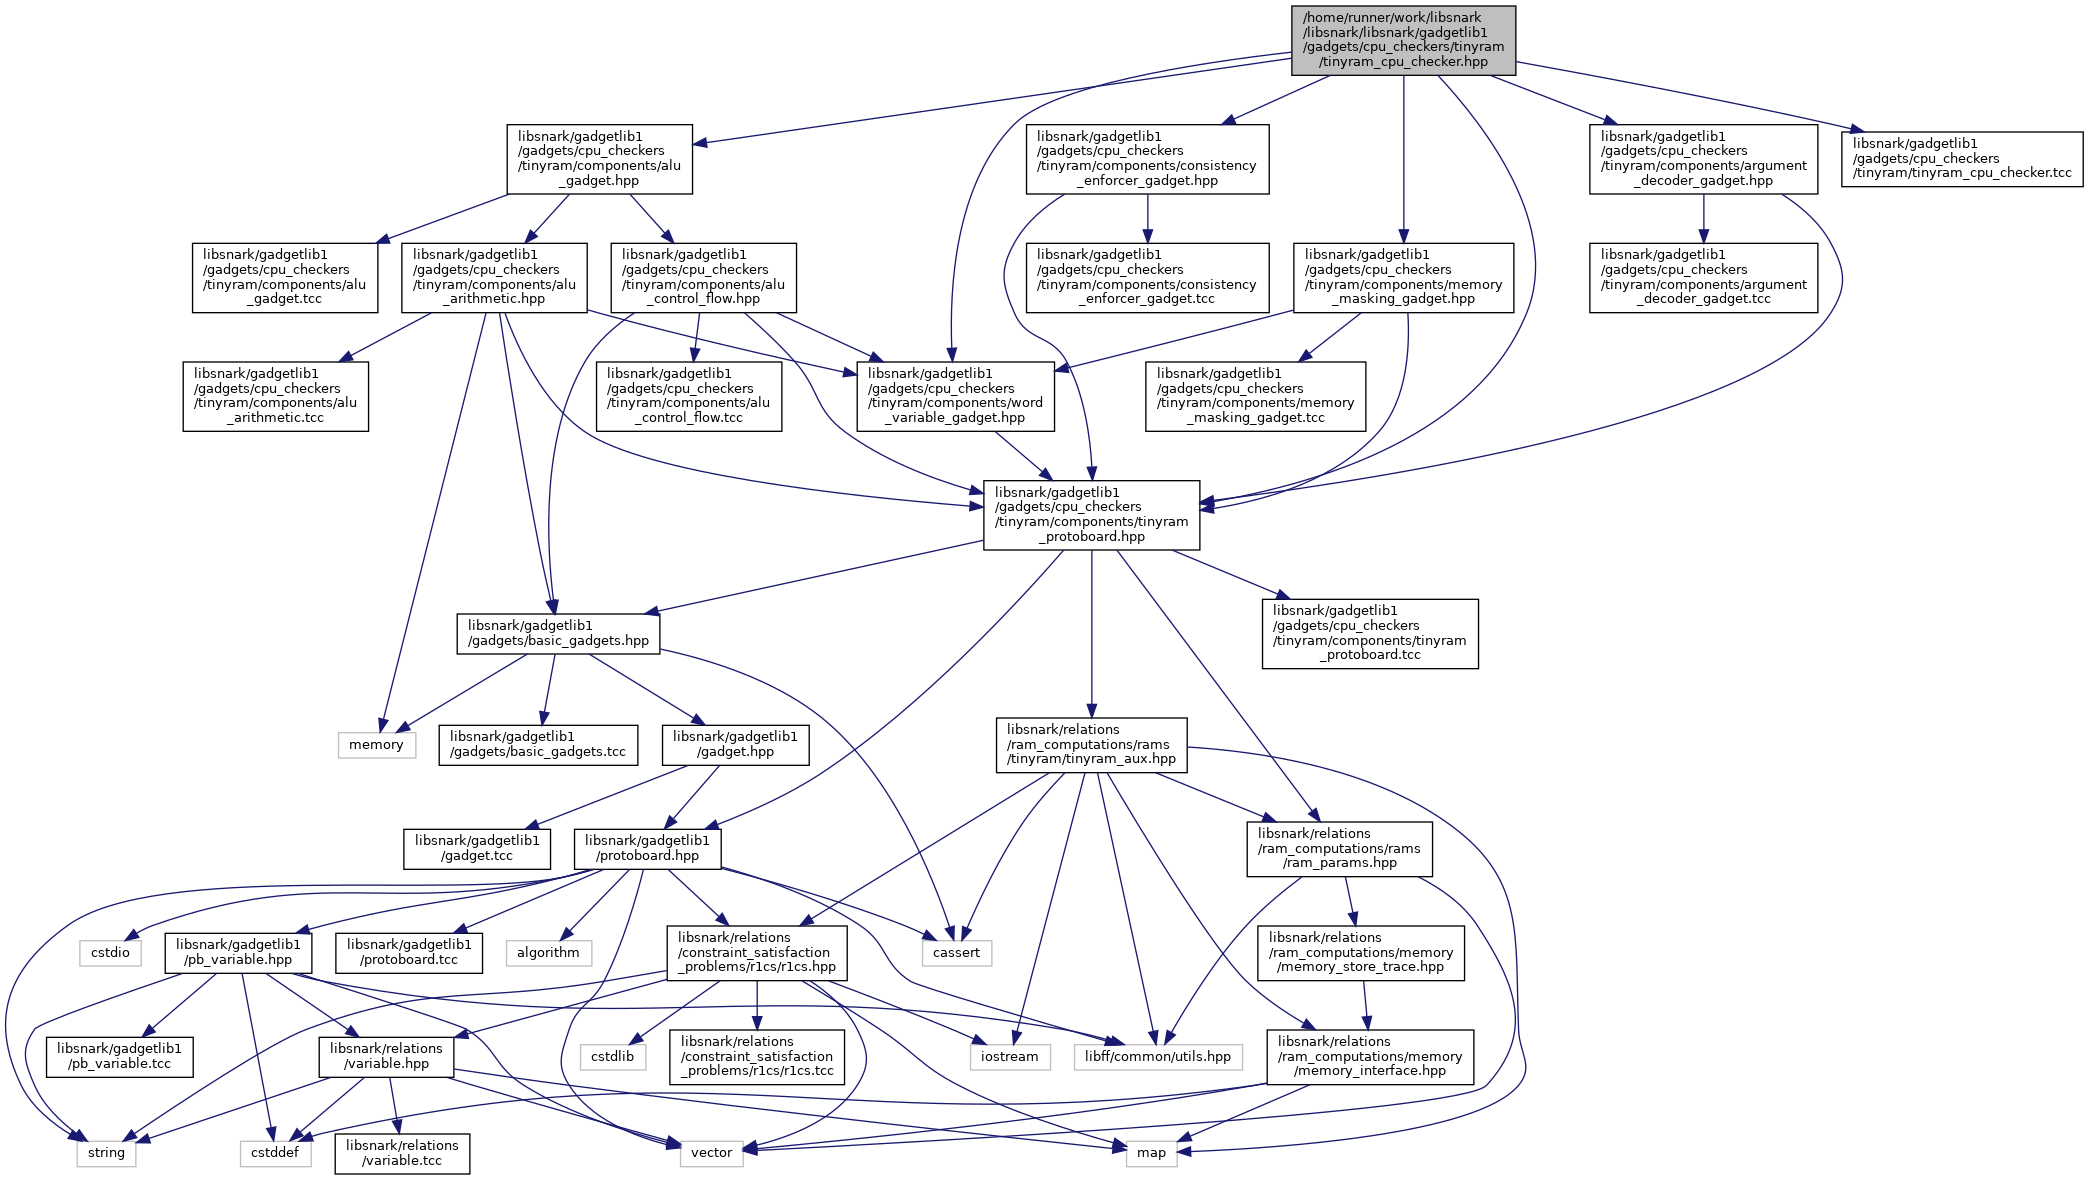 /home/runner/work/libsnark
/libsnark/libsnark/gadgetlib1
/gadgets/cpu_checkers/tinyram
/tinyram_cpu_checker.hpp
libsnark/gadgetlib1
/gadgets/cpu_checkers
/tinyram/components/alu
_gadget.hpp
libsnark/gadgetlib1
/gadgets/cpu_checkers
/tinyram/components/consistency
_enforcer_gadget.hpp
libsnark/gadgetlib1
/gadgets/cpu_checkers
/tinyram/components/argument
_decoder_gadget.hpp
libsnark/gadgetlib1
/gadgets/cpu_checkers
/tinyram/tinyram_cpu_checker.tcc
libsnark/gadgetlib1
/gadgets/cpu_checkers
/tinyram/components/alu
_gadget.tcc
libsnark/gadgetlib1
/gadgets/cpu_checkers
/tinyram/components/alu
_arithmetic.hpp
libsnark/gadgetlib1
/gadgets/cpu_checkers
/tinyram/components/alu
_control_flow.hpp
libsnark/gadgetlib1
/gadgets/cpu_checkers
/tinyram/components/consistency
_enforcer_gadget.tcc
libsnark/gadgetlib1
/gadgets/cpu_checkers
/tinyram/components/memory
_masking_gadget.hpp
libsnark/gadgetlib1
/gadgets/cpu_checkers
/tinyram/components/argument
_decoder_gadget.tcc
libsnark/gadgetlib1
/gadgets/cpu_checkers
/tinyram/components/alu
_arithmetic.tcc
libsnark/gadgetlib1
/gadgets/cpu_checkers
/tinyram/components/alu
_control_flow.tcc
libsnark/gadgetlib1
/gadgets/cpu_checkers
/tinyram/components/word
_variable_gadget.hpp
libsnark/gadgetlib1
/gadgets/cpu_checkers
/tinyram/components/memory
_masking_gadget.tcc
libsnark/gadgetlib1
/gadgets/cpu_checkers
/tinyram/components/tinyram
_protoboard.hpp
libsnark/gadgetlib1
/gadgets/basic_gadgets.hpp
libsnark/gadgetlib1
/gadgets/cpu_checkers
/tinyram/components/tinyram
_protoboard.tcc
memory
libsnark/gadgetlib1
/gadgets/basic_gadgets.tcc
libsnark/gadgetlib1
/gadget.hpp
libsnark/relations
/ram_computations/rams
/tinyram/tinyram_aux.hpp
libsnark/gadgetlib1
/gadget.tcc
libsnark/gadgetlib1
/protoboard.hpp
libsnark/relations
/ram_computations/rams
/ram_params.hpp
cstdio
libsnark/gadgetlib1
/pb_variable.hpp
libsnark/gadgetlib1
/protoboard.tcc
algorithm
libsnark/relations
/constraint_satisfaction
_problems/r1cs/r1cs.hpp
cassert
libsnark/relations
/ram_computations/memory
/memory_store_trace.hpp
libsnark/gadgetlib1
/pb_variable.tcc
libsnark/relations
/variable.hpp
cstdlib
libsnark/relations
/constraint_satisfaction
_problems/r1cs/r1cs.tcc
iostream
libff/common/utils.hpp
libsnark/relations
/ram_computations/memory
/memory_interface.hpp
string
cstddef
libsnark/relations
/variable.tcc
vector
map